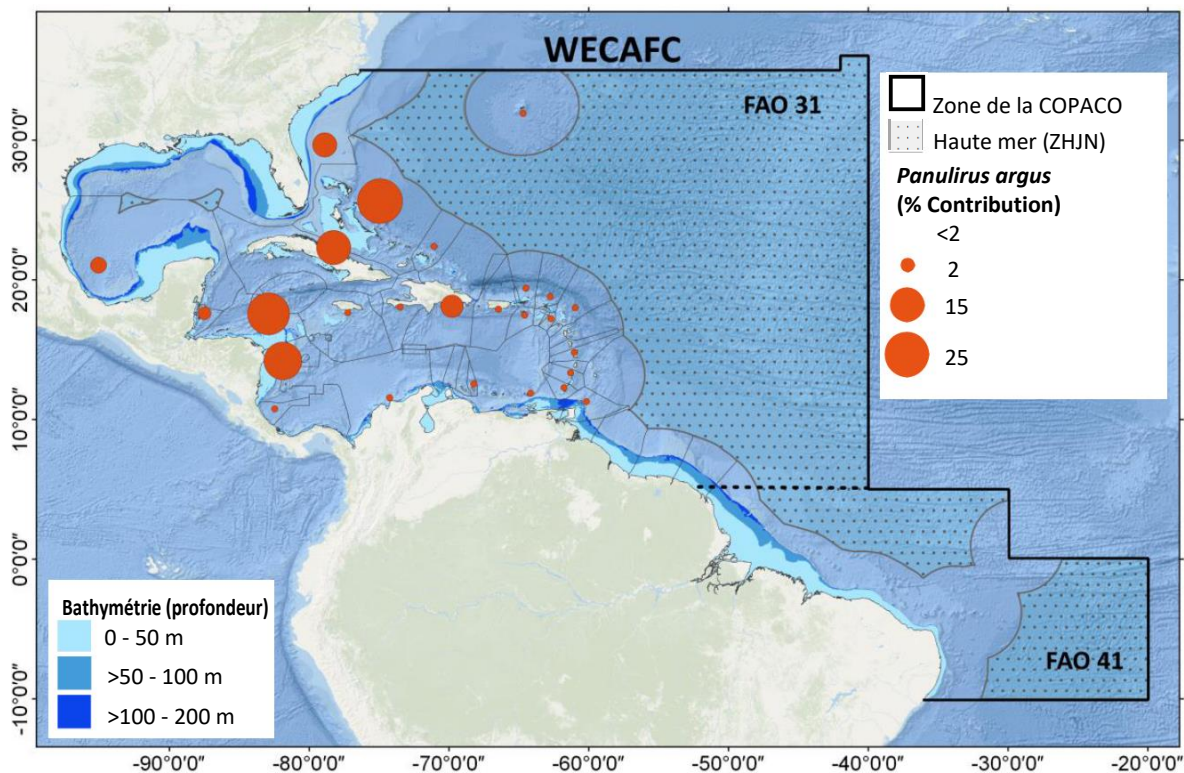 WECAFC
FAO 31
Zone de la COPACO
Haute mer (ZHJN)
Panulirus argus
(% Contribution)
<2
2
15
25
FAO 41
Bathymétrie (profondeur)
0 - 50 m
>50 - 100 m
>100 - 200 m
30°0'0"
20°0'0"
10°0'0"
0°0'0"
-10°0'0"
-90°0'0"
-80°0'0"
-70°0'0"
-60°0'0"
-50°0'0"
-40°0'0"
-30°0'0"
-20°0'0"